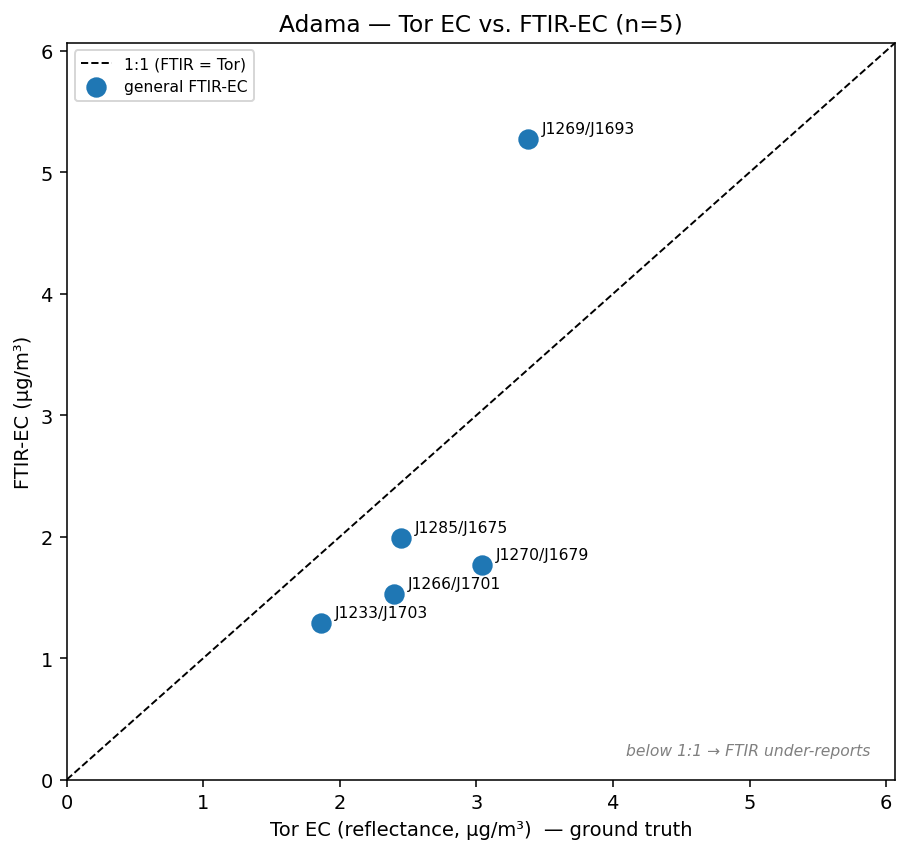 Adama — Tor EC vs. FTIR-EC (n=5)
1:1 (FTIR = Tor)
general FTIR-EC
6
5
4
3
2
1
0
FTIR-EC (µg/m³)
J1269/J1693
J1285/J1675
J1270/J1679
J1266/J1701
J1233/J1703
below 1:1 → FTIR under-reports
0 1 2 3 4 5 6
Tor EC (reflectance, µg/m³) — ground truth